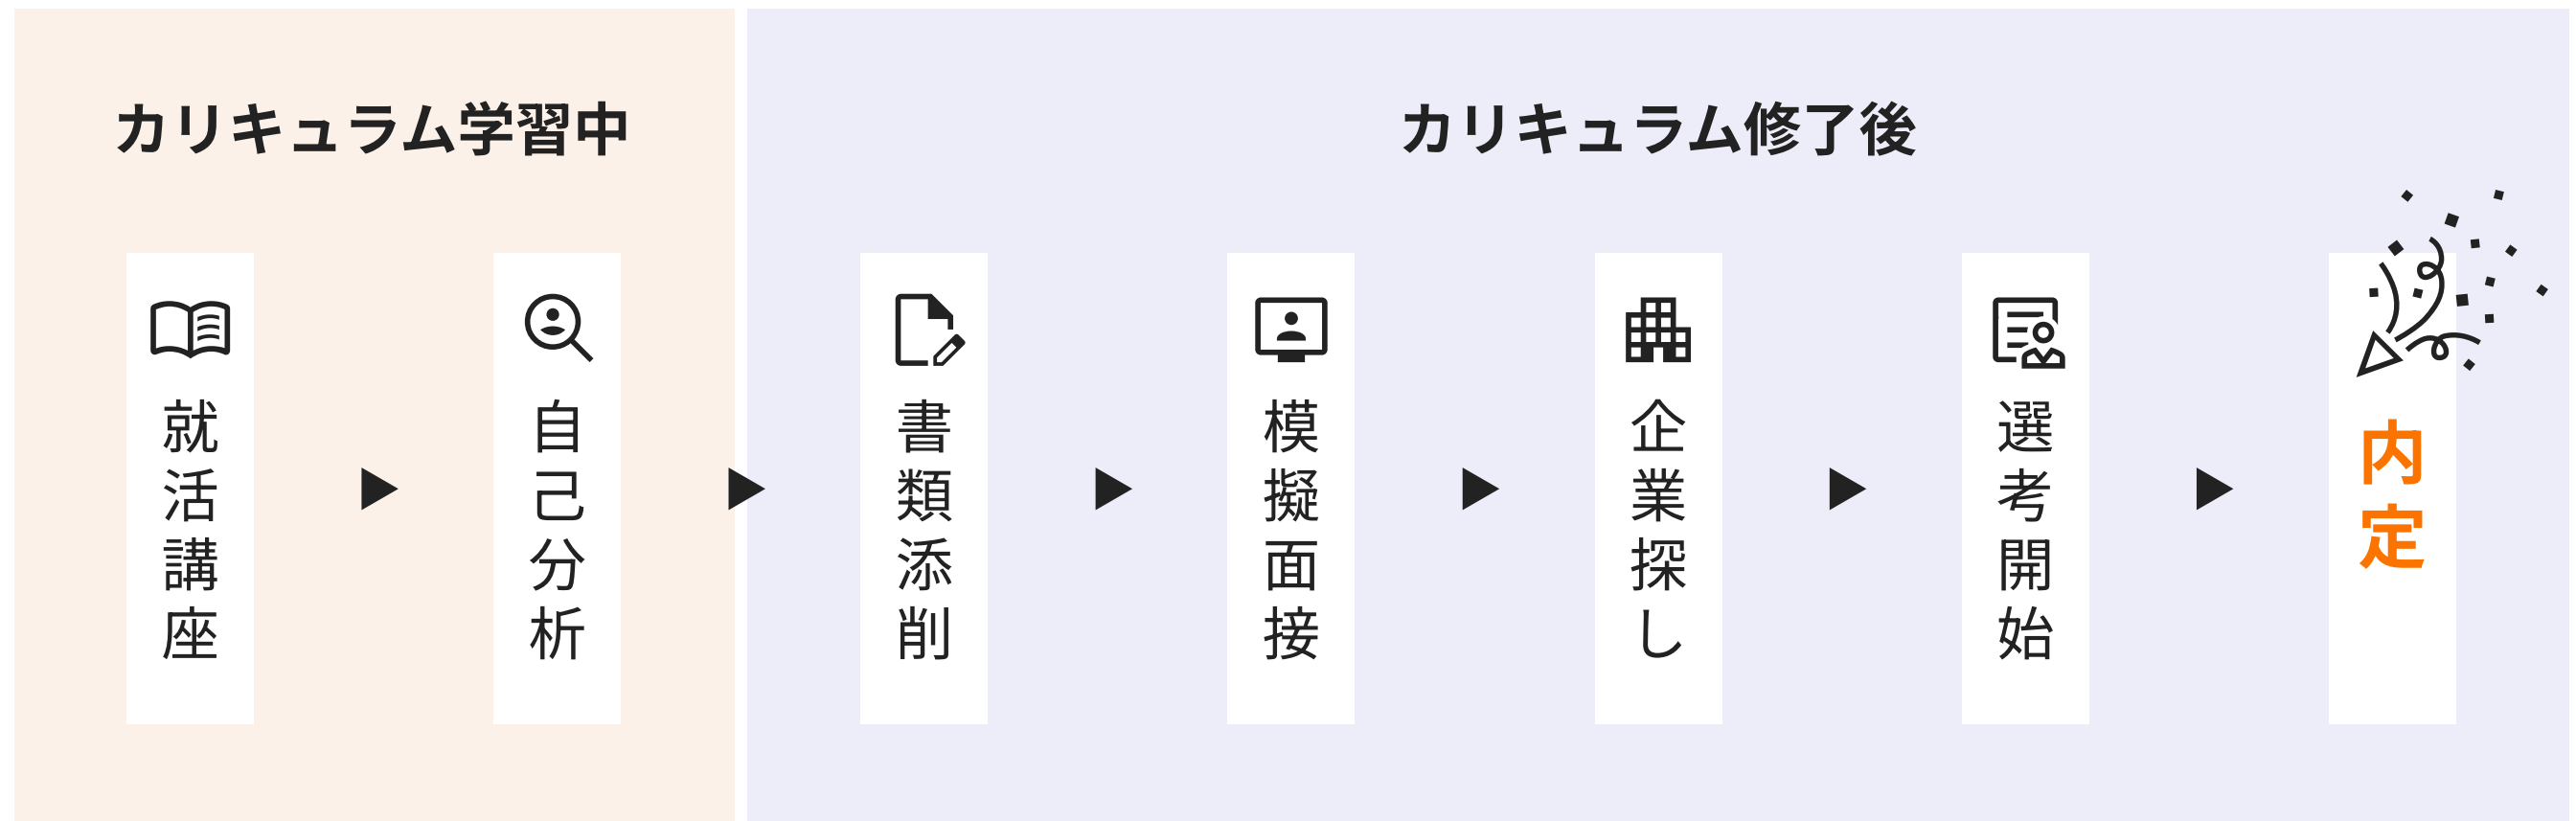 カリキュラム学習中
就活講座
自己分析
カリキュラム修了後
書類添削
模擬面接
企業探し
選考開始
内定